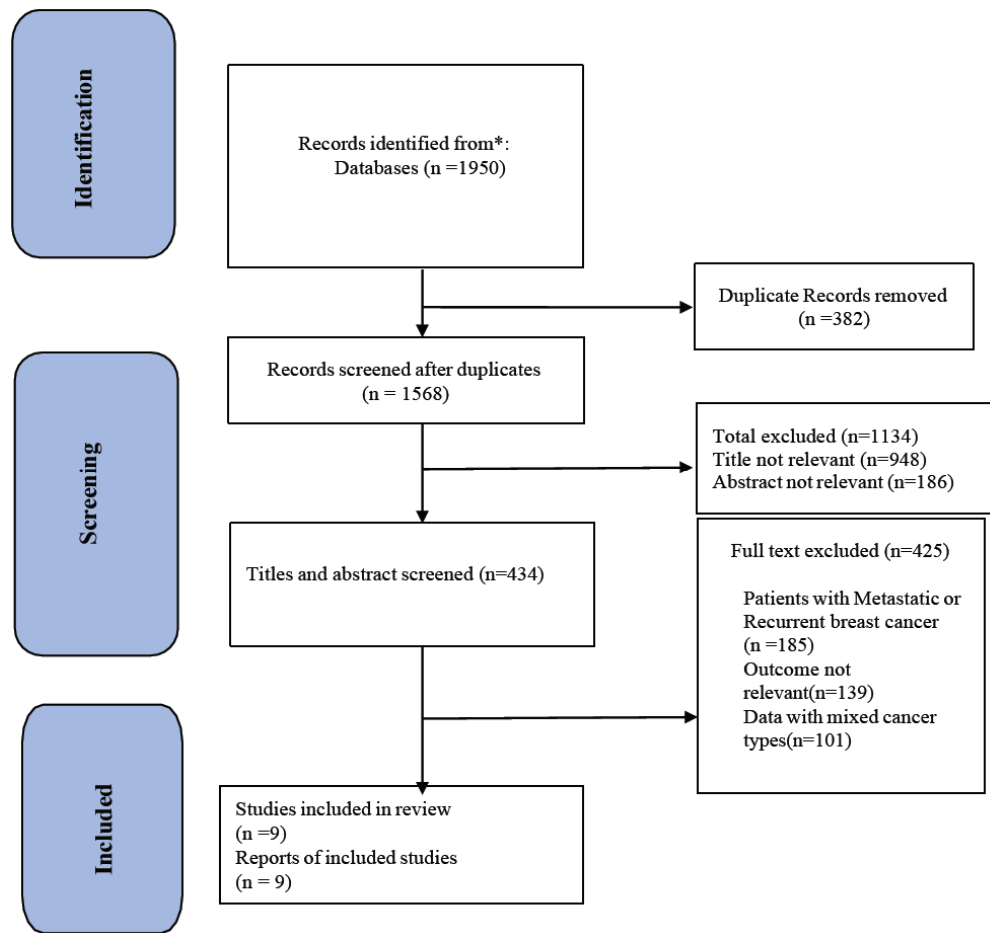 Identification
Records identified from*:
Databases (n =1950)
Duplicate Records removed
(n =382)
Screening
Records screened after duplicates
(n = 1568)
Total excluded (n=1134)
Title not relevant (n=948)
Abstract not relevant (n=186)
Titles and abstract screened (n=434)
Full text excluded (n=425)
Patients with Metastatic or
Recurrent breast cancer
(n =185)
Outcome not
relevant(n=139)
Data with mixed cancer
types(n=101)
Included
Studies included in review
(n =9)
Reports of included studies
(n = 9)